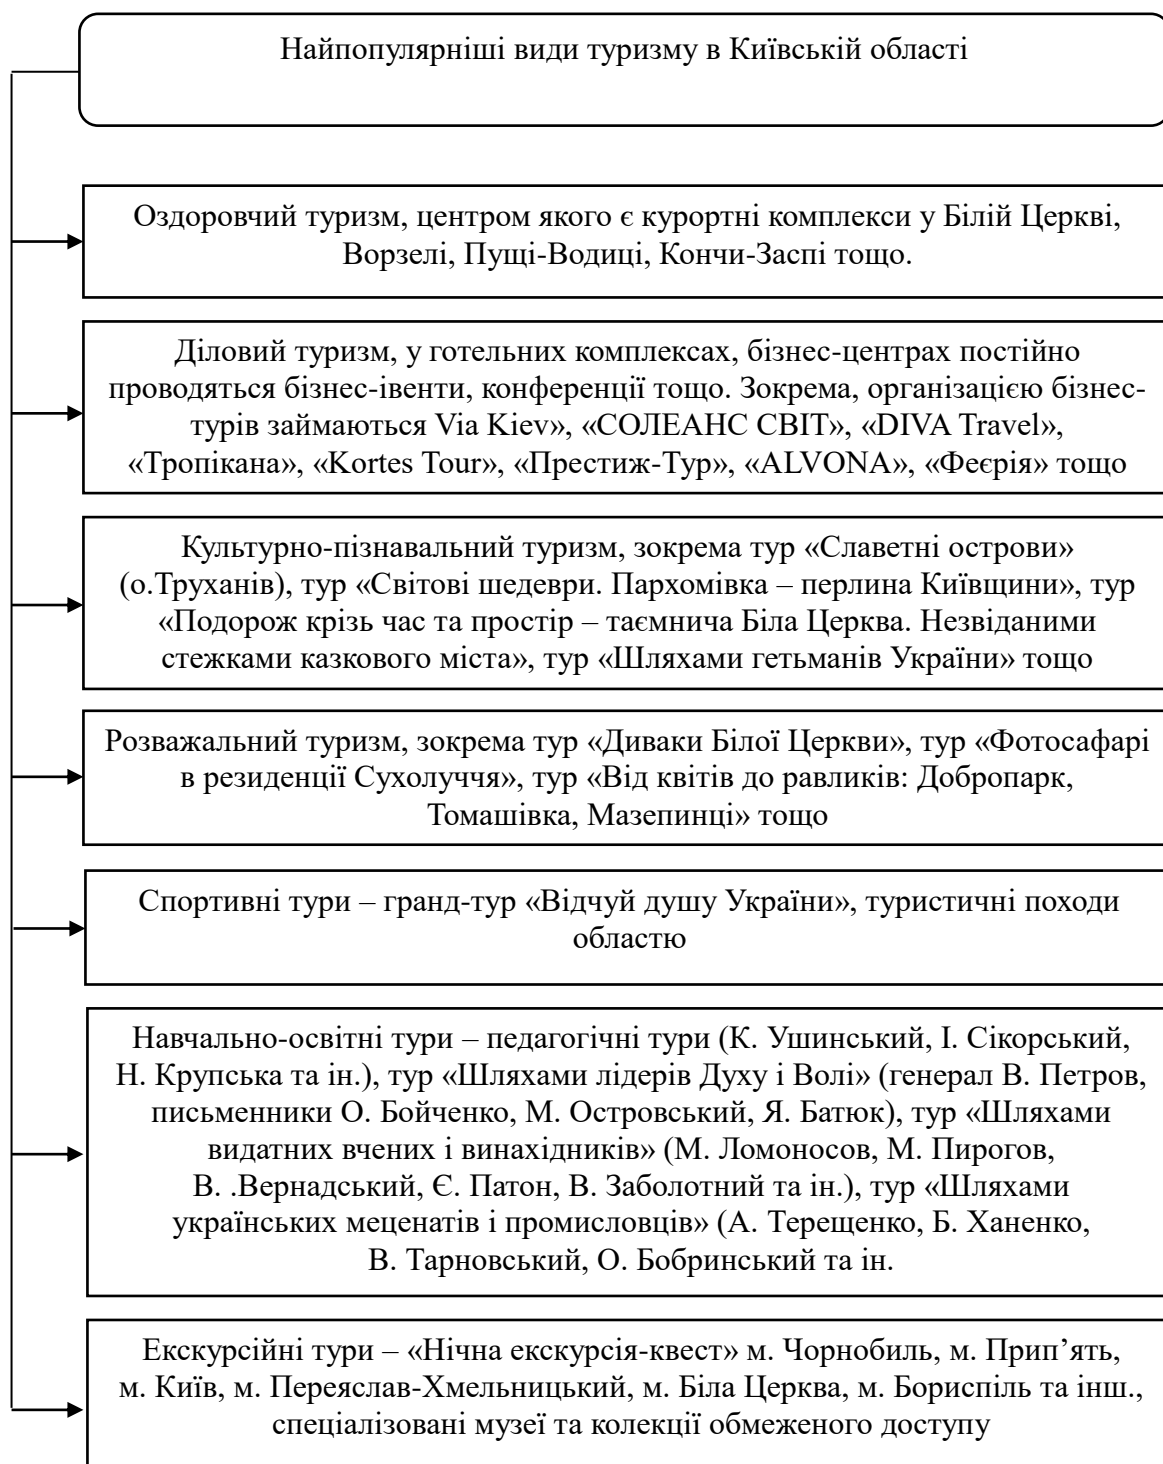 Найпопулярніші види туризму в Київській області
Оздоровчий туризм, центром якого є курортні комплекси у Білій Церкві,
Ворзелі, Пущі-Водиці, Кончи-Заспі тощо.
Діловий туризм, у готельних комплексах, бізнес-центрах постійно
проводяться бізнес-івенти, конференції тощо. Зокрема, організацією бізнес-
турів займаються Via Kiev», «СОЛЕАНС СВІТ», «DIVA Travel»,
«Тропікана», «Kortes Tour», «Престиж-Тур», «ALVONA», «Феєрія» тощо
Культурно-пізнавальний туризм, зокрема тур «Славетні острови»
(о.Труханів), тур «Світові шедеври. Пархомівка – перлина Київщини», тур
«Подорож крізь час та простір – таємнича Біла Церква. Незвіданими
стежками казкового міста», тур «Шляхами гетьманів України» тощо
Розважальний туризм, зокрема тур «Диваки Білої Церкви», тур «Фотосафарі
в резиденції Сухолуччя», тур «Від квітів до равликів: Добропарк,
Томашівка, Мазепинці» тощо
Спортивні тури – гранд-тур «Відчуй душу України», туристичні походи
областю
Навчально-освітні тури – педагогічні тури (К. Ушинський, І. Сікорський,
Н. Крупська та ін.), тур «Шляхами лідерів Духу і Волі» (генерал В. Петров,
письменники О. Бойченко, М. Островський, Я. Батюк), тур «Шляхами
видатних вчених і винахідників» (М. Ломоносов, М. Пирогов,
В. .Вернадський, Є. Патон, В. Заболотний та ін.), тур «Шляхами
українських меценатів і промисловців» (А. Терещенко, Б. Ханенко,
В. Тарновський, О. Бобринський та ін.
Екскурсійні тури – «Нічна екскурсія-квест» м. Чорнобиль, м. Прип’ять,
м. Київ, м. Переяслав-Хмельницький, м. Біла Церква, м. Бориспіль та інш.,
спеціалізовані музеї та колекції обмеженого доступу